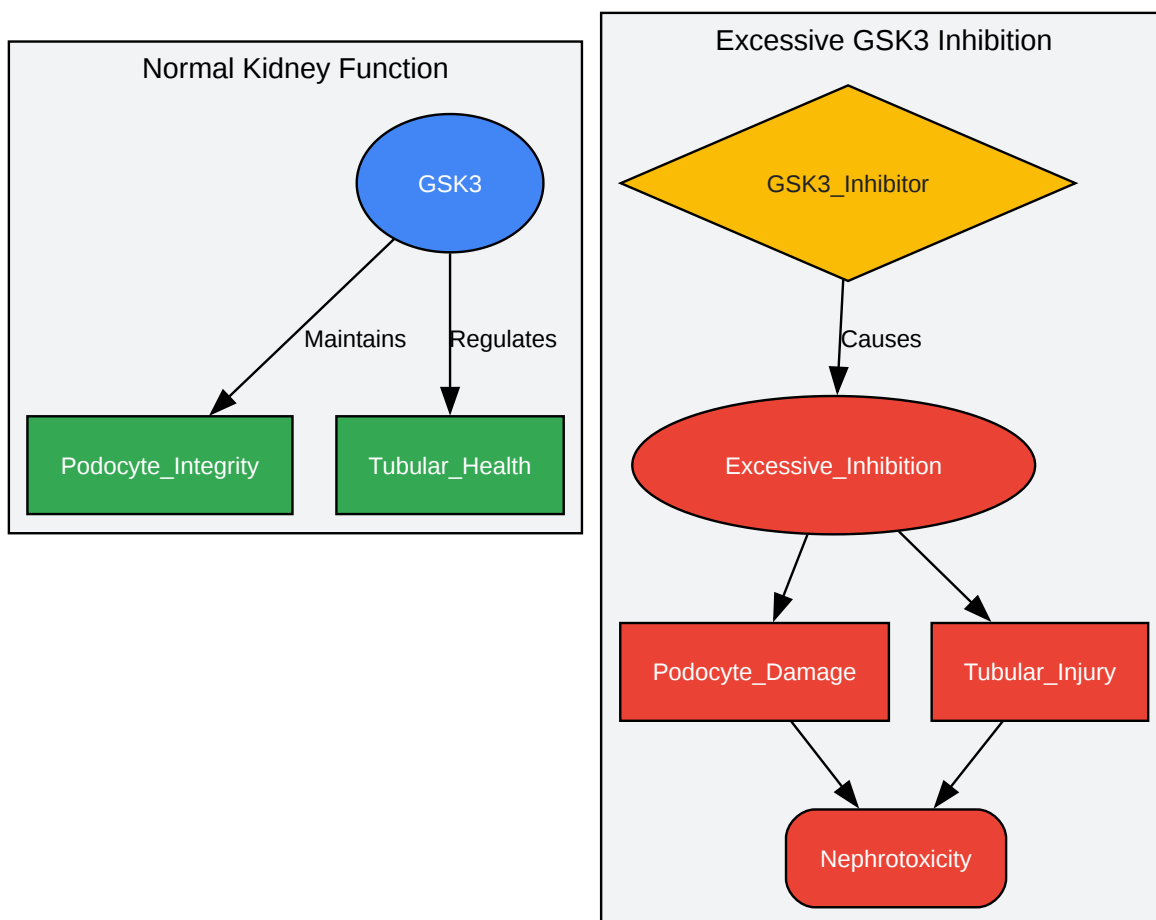 Normal Kidney Function
GSK3
Maintains
Regulates
Podocyte_Integrity
Tubular_Health
Excessive GSK3 Inhibition
GSK3_Inhibitor
Causes
Excessive_Inhibition
Podocyte_Damage
Tubular_Injury
Nephrotoxicity